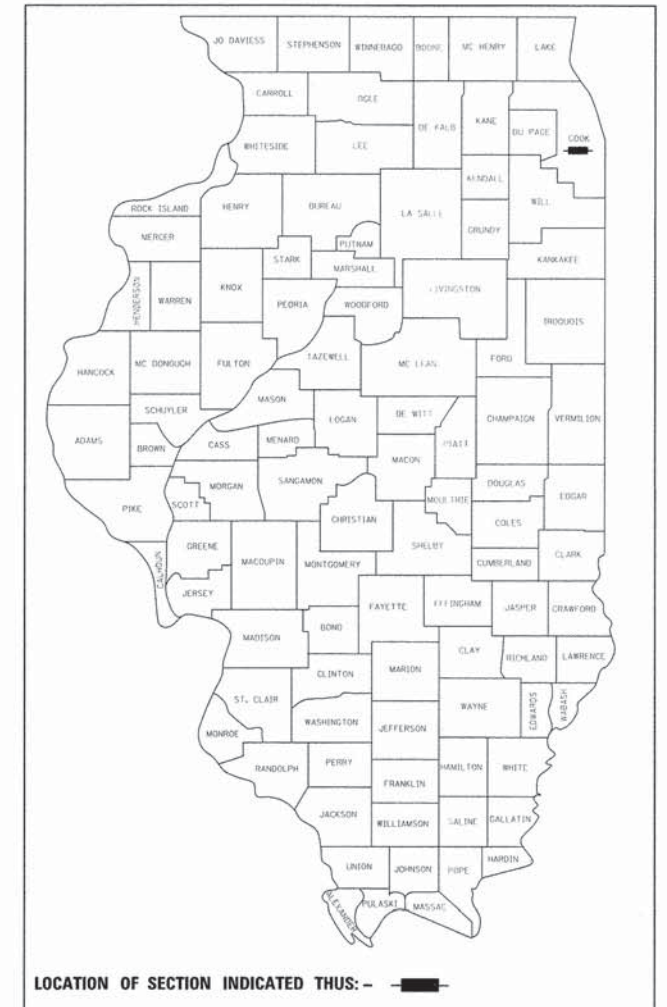 JO DAVIESS STEPHENSON WINNEBAGO BOONE MC HENRY LAKE
CARROLL OGLE DE KALB KANE DU PAGE COOK
WHITESIDE LEE
KENDALL
ROCK ISLAND HENRY BUREAU LA SALLE WILL
MERCER PUTNAM GRUNDY
STARK MARSHALL KANKAKEE
HENDERSON WARREN KNOX PEORIA WOODFORD LIVINGSTON
IROQUOIS
HANCOCK MC DONOUGH FULTON TAZEWELL MC LEAN FORD
SCHUYLER MASON LOGAN DE WITT CHAMPAIGN VERMILION
ADAMS BROWN CASS MENARD MACON PIATT
PIKE SCOTT MORGAN SANGAMON MOULTRIE DOUGLAS EDGAR
CHRISTIAN COLES
CALHOUN GREENE MACOUPIN MONTGOMERY SHELBY CUMBERLAND CLARK
JERSEY FAYETTE EFFINGHAM JASPER CRAWFORD
MADISON BOND
CLINTON MARION CLAY RICHLAND LAWRENCE
ST. CLAIR WAYNE EDWARDS WABASH
MONROE WASHINGTON JEFFERSON
RANDOLPH PERRY HAMILTON WHITE
FRANKLIN
JACKSON WILLIAMSON SALINE GALLATIN
UNION JOHNSON POPE HARDIN
ALEXANDER PULASKI MASSAC
LOCATION OF SECTION INDICATED THUS: -